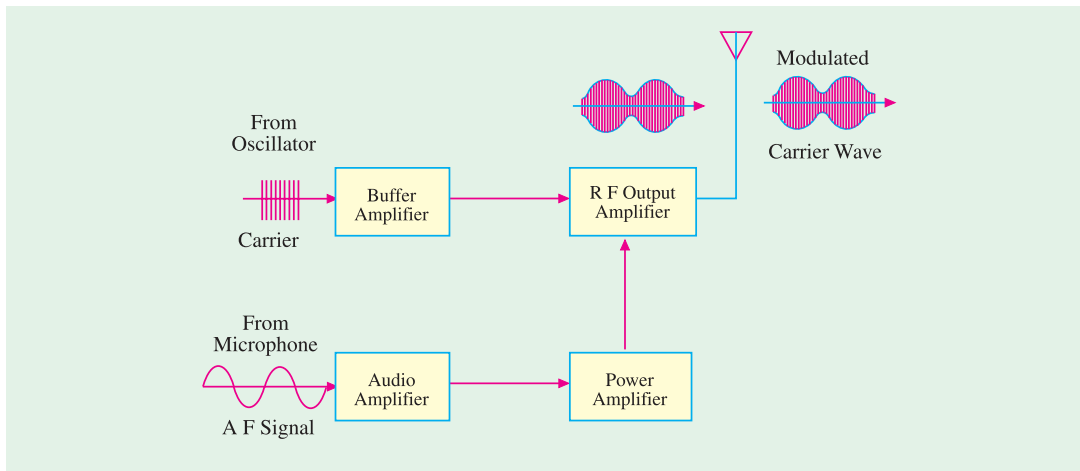 Modulated
Carrier Wave
From
Oscillator
Carrier
Buffer
Amplifier
R F Output
Amplifier
From
Microphone
A F Signal
Audio
Amplifier
Power
Amplifier